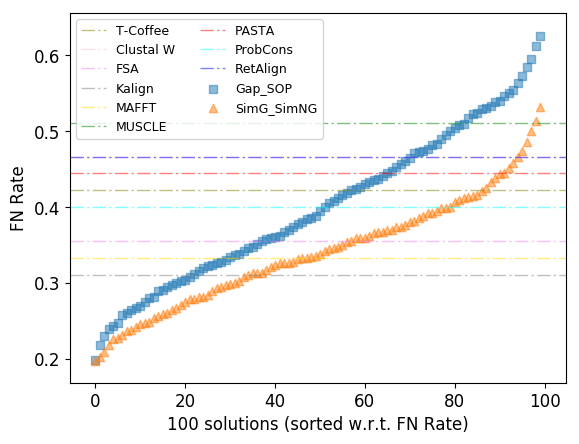 T-Coffee
Clustal W
FSA
Kalign
MAFFT
MUSCLE
PASTA
ProbCons
RetAlign
Gap_SOP
SimG_SimNG
FN Rate
0.6
0.5
0.4
0.3
0.2
0 20 40 60 80 100
100 solutions (sorted w.r.t. FN Rate)